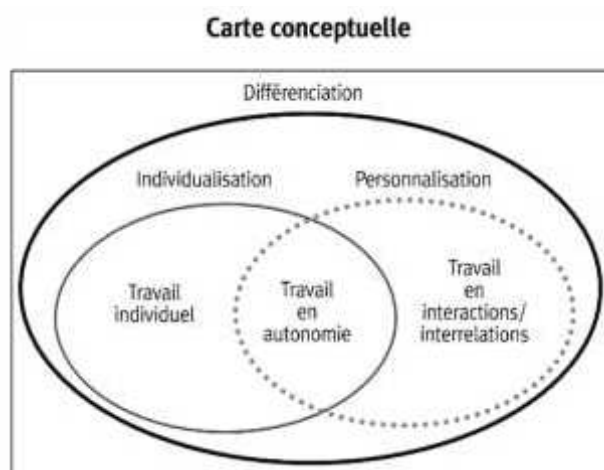 Carte conceptuelle
Différenciation
Individualisation
Personnalisation
Travail
individuel
Travail
en
autonomie
Travail
en
interactions/
interrelations